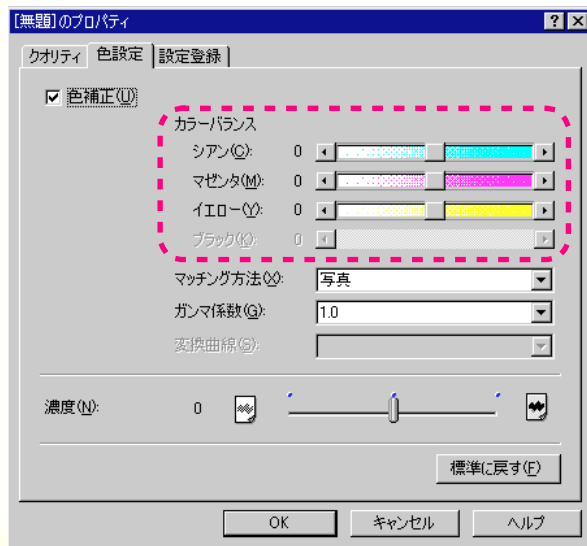 [無題]のプロパティ
クオリティ 色設定 設定登録
色補正(U)
カラーバランス
シアン(C): 0
マゼンタ(M): 0
イエロー(Y): 0
ブラック(K): 0
マッチング方法(X): 写真
ガンマ係数(G): 1.0
変換曲線(S):
濃度(N): 0
標準に戻す(F)
OK キャンセル ヘルプ